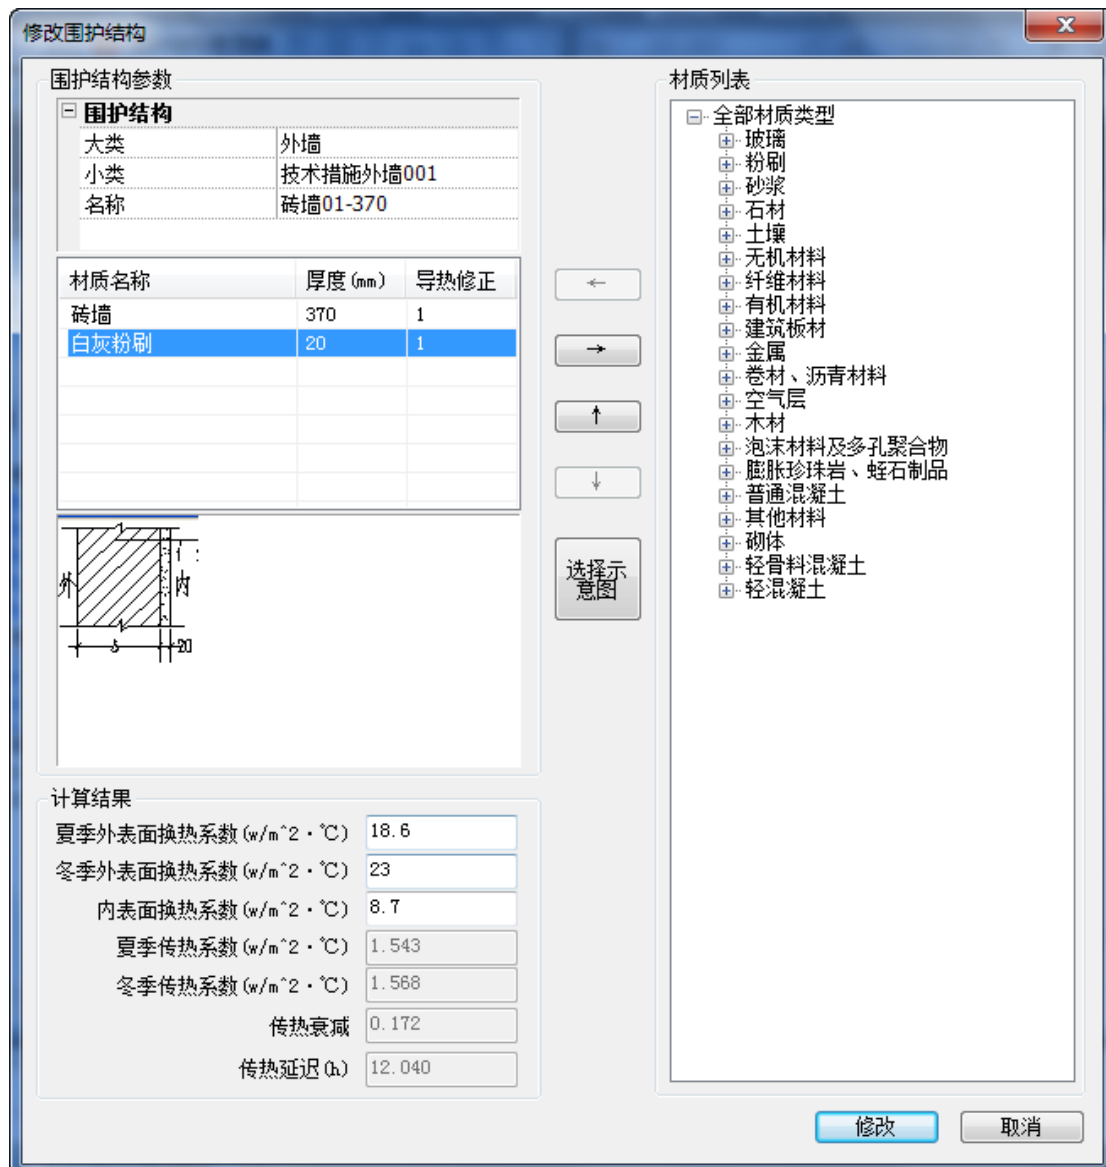 修改围护结构
围护结构参数
围护结构
大类 外墙
小类 技术措施外墙001
名称 砖墙01-370
材质名称 厚度(mm) 导热修正
砖墙 370 1
白灰粉刷 20 1
外 内
δ 20
← 
→
↑
↓
选择示
意图
材质列表
全部材质类型
玻璃
粉刷
砂浆
石材
土壤
无机材料
纤维材料
有机材料
建筑板材
金属
卷材、沥青材料
空气层
木材
泡沫材料及多孔聚合物
膨胀珍珠岩、蛭石制品
普通混凝土
其他材料
砌体
轻骨料混凝土
轻混凝土
计算结果
夏季外表面换热系数(w/m^2·℃) 18.6
冬季外表面换热系数(w/m^2·℃) 23
内表面换热系数(w/m^2·℃) 8.7
夏季传热系数(w/m^2·℃) 1.543
冬季传热系数(w/m^2·℃) 1.568
传热衰减 0.172
传热延迟(h) 12.040
修改 取消